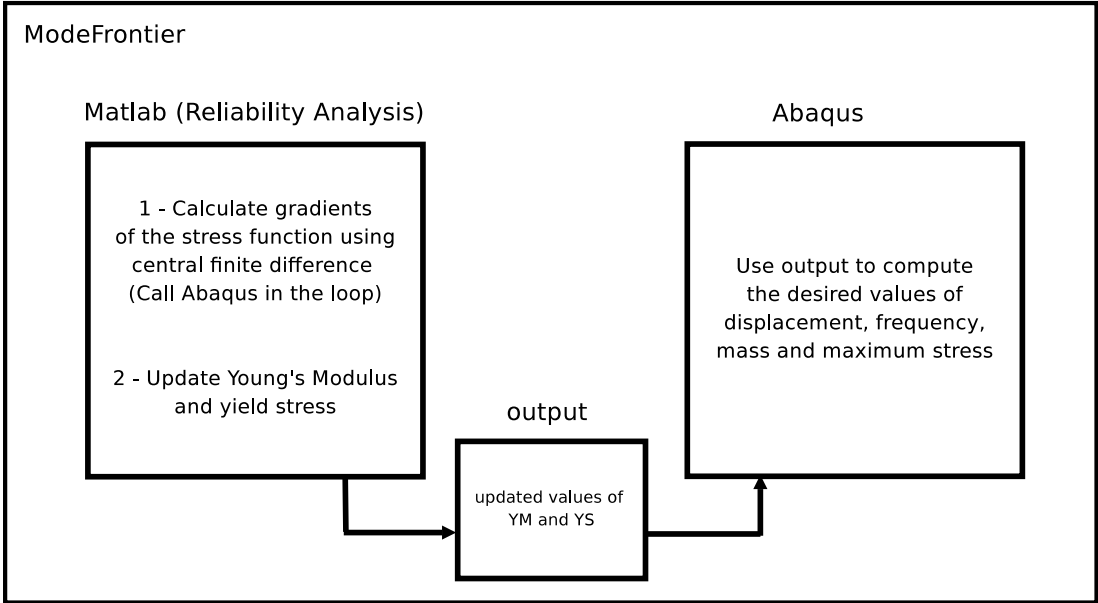 ModeFrontier
Matlab (Reliability Analysis)
1 - Calculate gradients
of the stress function using
central finite difference
(Call Abaqus in the loop)
2 - Update Young's Modulus
and yield stress
output
updated values of
YM and YS
Abaqus
Use output to compute
the desired values of
displacement, frequency,
mass and maximum stress